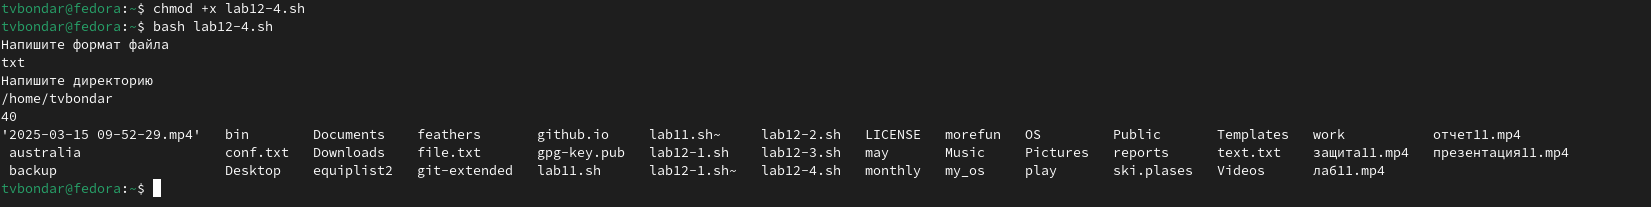 tvbondar@fedora:~$ chmod +x lab12-4.sh
tvbondar@fedora:~$ bash lab12-4.sh
Напишите формат файла
txt
Напишите директорию
/home/tvbondar
40
'2025-03-15 09-52-29.mp4' bin Documents feathers github.io lab11.sh~ lab12-2.sh LICENSE morefun OS Public Templates work отчет11.mp4
australia conf.txt Downloads file.txt gpg-key.pub lab12-1.sh lab12-3.sh may Music Pictures reports text.txt защита11.mp4 презентация11.mp4
backup Desktop equiplist2 git-extended lab11.sh lab12-1.sh~ lab12-4.sh monthly my_os play ski.plases Videos лаб11.mp4
tvbondar@fedora:~$